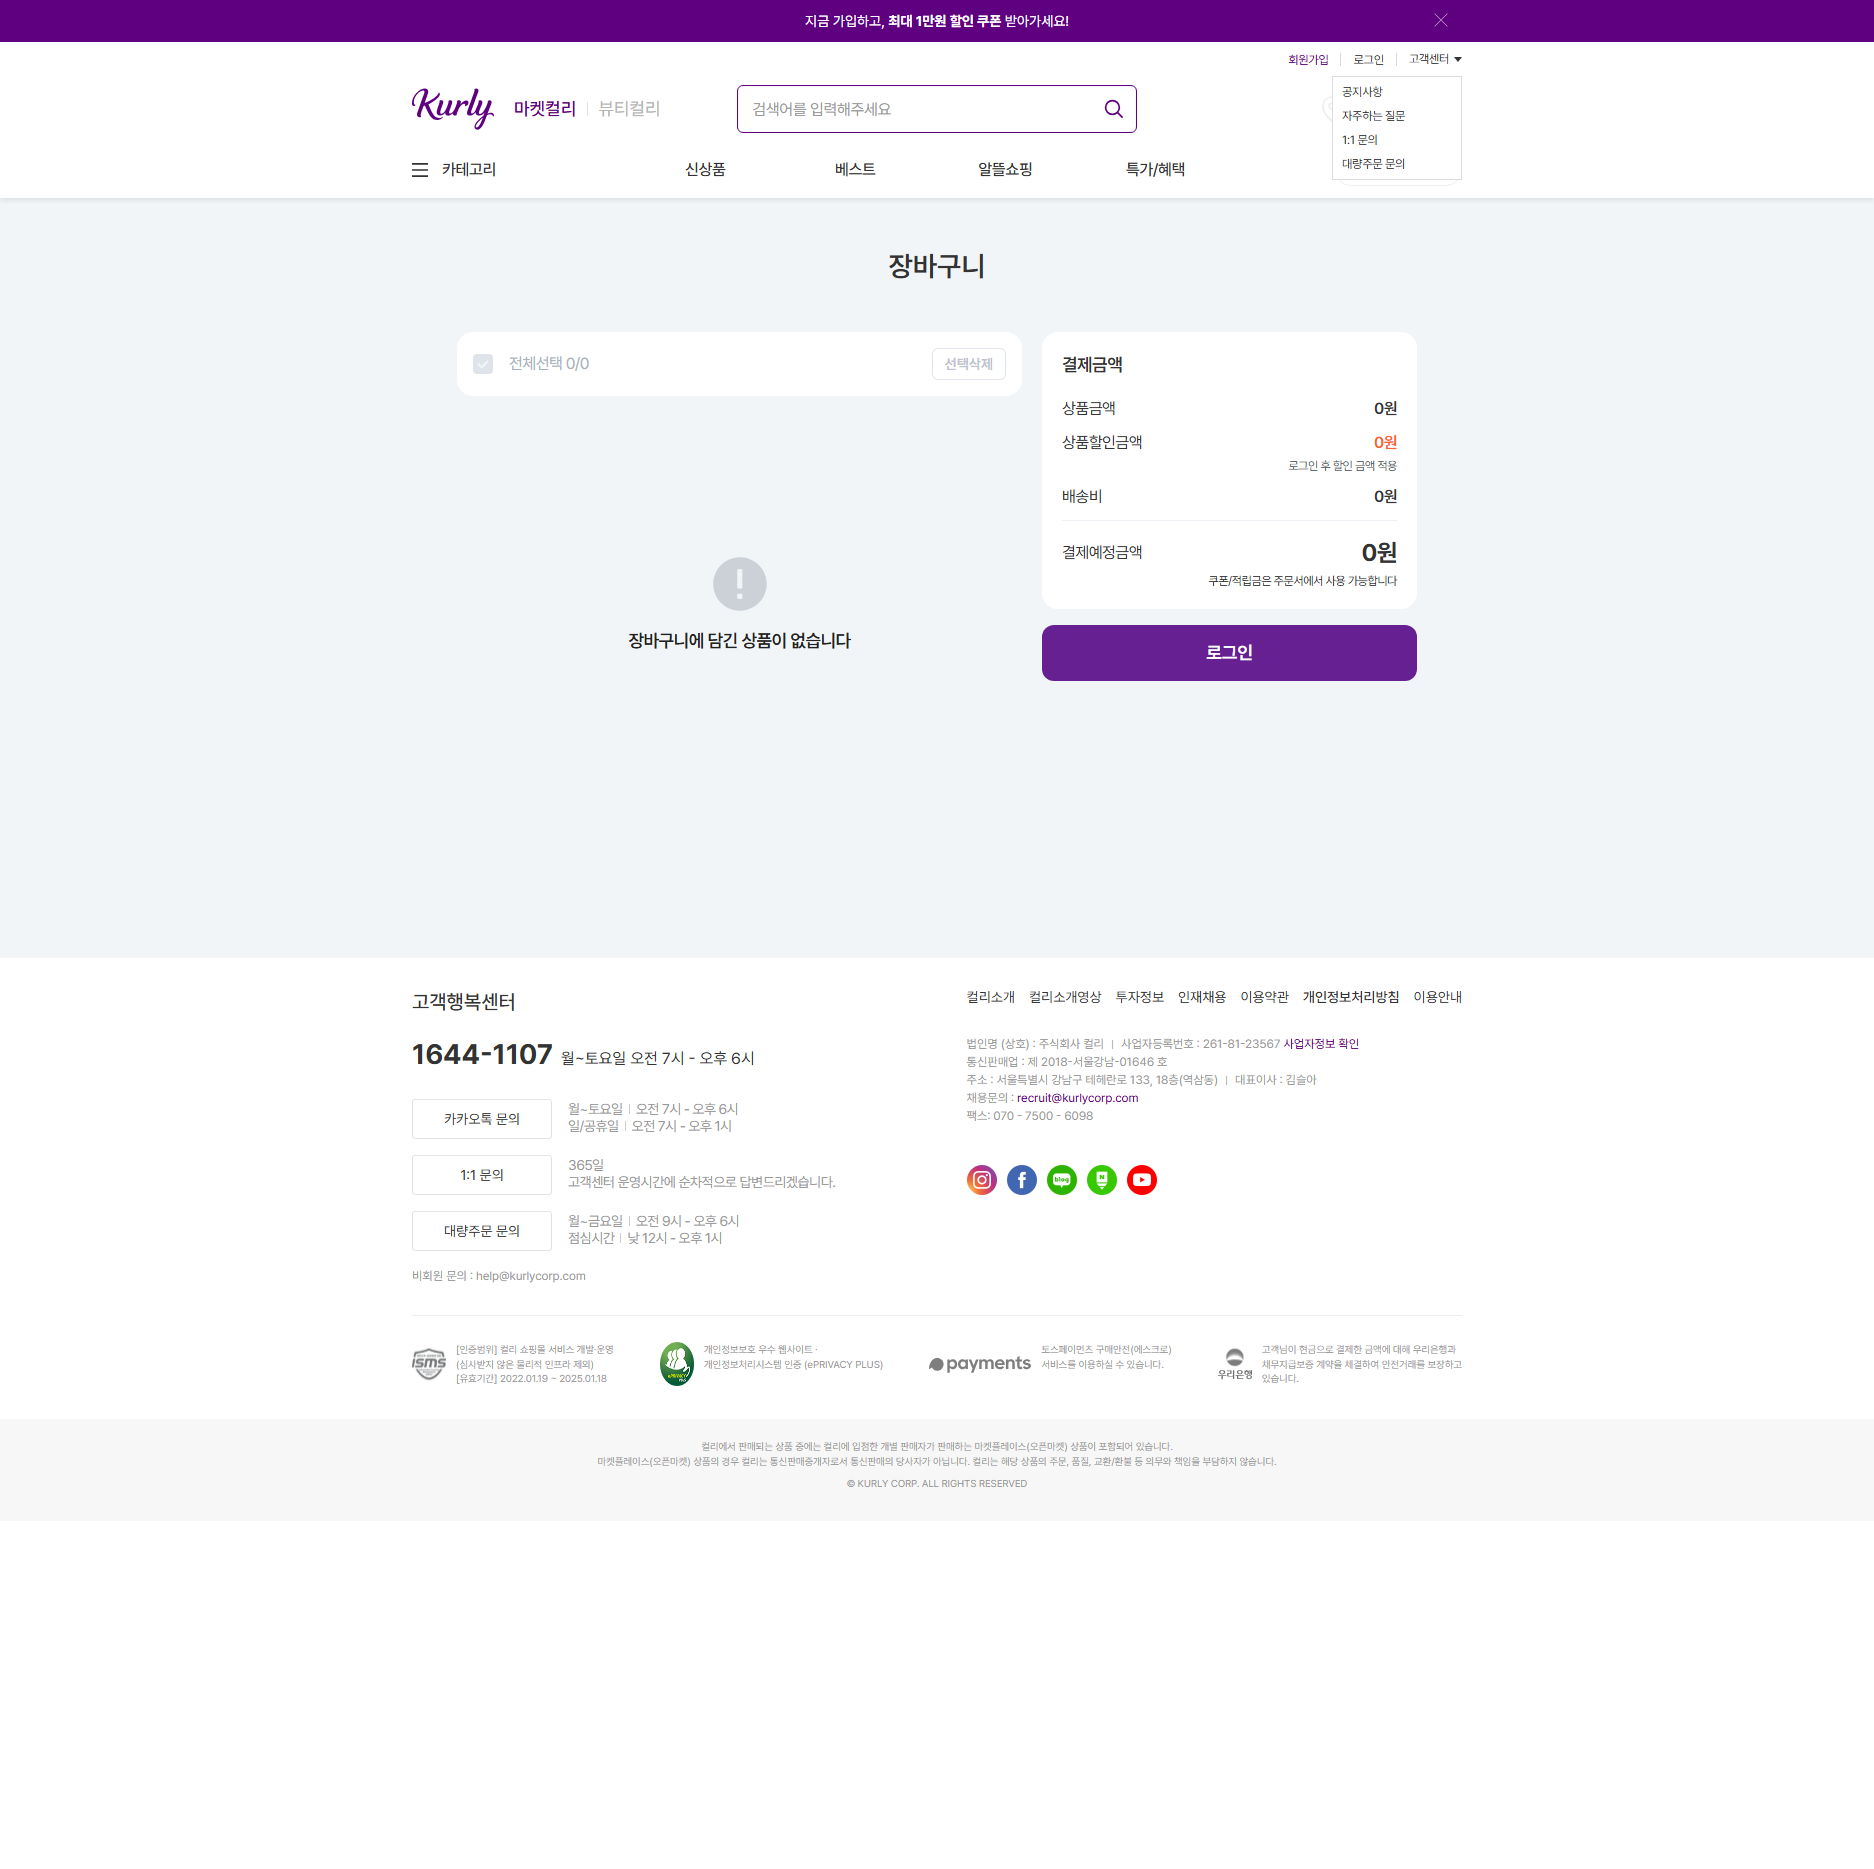 지금 가입하고, 최대 1만원 할인 쿠폰 받아가세요!
회원가입 로그인 고객센터
공지사항
자주하는 질문
1:1 문의
대량주문 문의
Kurly 마켓컬리 뷰티컬리
검색어를 입력해주세요
카테고리 신상품 베스트 알뜰쇼핑 특가/혜택
장바구니
전체선택 0/0 선택삭제
장바구니에 담긴 상품이 없습니다
결제금액
상품금액 0원
상품할인금액 0원
로그인 후 할인 금액 적용
배송비 0원
결제예정금액 0원
쿠폰/적립금은 주문서에서 사용 가능합니다
로그인
고객행복센터
1644-1107 월~토요일 오전 7시 - 오후 6시
카카오톡 문의
월~토요일 | 오전 7시 - 오후 6시
일/공휴일 | 오전 7시 - 오후 1시
1:1 문의
365일
고객센터 운영시간에 순차적으로 답변드리겠습니다.
대량주문 문의
월~금요일 | 오전 9시 - 오후 6시
점심시간 | 낮 12시 - 오후 1시
비회원 문의 : help@kurlycorp.com
컬리소개 컬리소개영상 투자정보 인재채용 이용약관 개인정보처리방침 이용안내
법인명 (상호) : 주식회사 컬리 | 사업자등록번호 : 261-81-23567 사업자정보 확인
통신판매업 : 제 2018-서울강남-01646 호
주소 : 서울특별시 강남구 테헤란로 133, 18층(역삼동) | 대표이사 : 김슬아
채용문의 : recruit@kurlycorp.com
팩스: 070 - 7500 - 6098
blog
N
ISMS
[인증범위] 컬리 쇼핑몰 서비스 개발·운영
(심사받지 않은 물리적 인프라 제외)
[유효기간] 2022.01.19 ~ 2025.01.18
ePRIVACY
PLUS
개인정보보호 우수 웹사이트 ·
개인정보처리시스템 인증 (ePRIVACY PLUS)
payments
토스페이먼츠 구매안전(에스크로)
서비스를 이용하실 수 있습니다.
우리은행
고객님이 현금으로 결제한 금액에 대해 우리은행과
채무지급보증 계약을 체결하여 안전거래를 보장하고
있습니다.
컬리에서 판매되는 상품 중에는 컬리에 입점한 개별 판매자가 판매하는 마켓플레이스(오픈마켓) 상품이 포함되어 있습니다.
마켓플레이스(오픈마켓) 상품의 경우 컬리는 통신판매중개자로서 통신판매의 당사자가 아닙니다. 컬리는 해당 상품의 주문, 품질, 교환/환불 등 의무와 책임을 부담하지 않습니다.
© KURLY CORP. ALL RIGHTS RESERVED